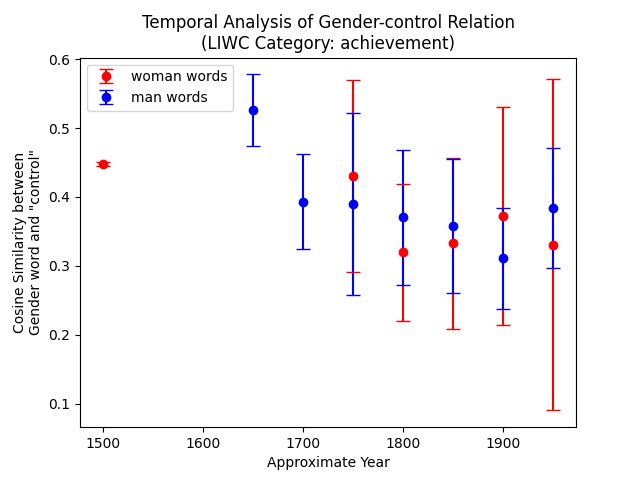 Temporal Analysis of Gender-control Relation
(LIWC Category: achievement)
woman words
man words
Cosine Similarity between
Gender word and "control"
0.6
0.5
0.4
0.3
0.2
0.1
1500
1600
1700
1800
1900
Approximate Year